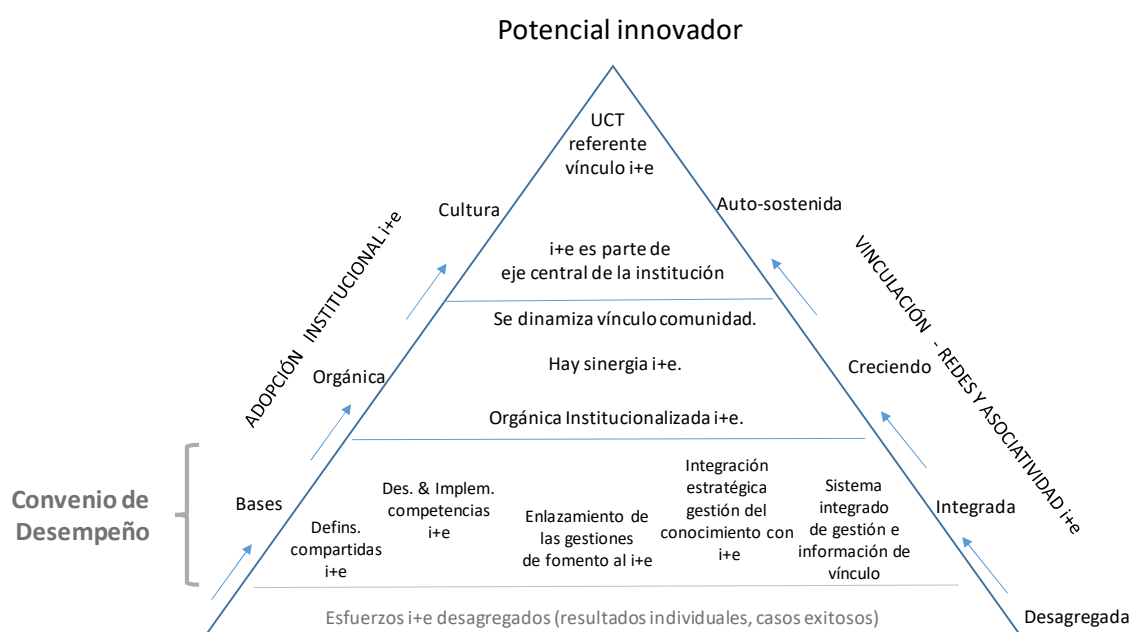 Potencial innovador
UCT
referente
vínculo i+e
Cultura
Auto-sostenida
ADOPCIÓN INSTITUCIONAL i+e
VINCULACIÓN - REDES Y ASOCIATIVIDAD i+e
i+e es parte de
eje central de la institución
Se dinamiza vínculo comunidad.
Hay sinergia i+e.
Orgánica
Creciendo
Orgánica Institucionalizada i+e.
Convenio de
Desempeño
Bases
Defins.
compartidas
i+e
Des. & Implem.
competencias
i+e
Enlazamiento de
las gestiones
de fomento al i+e
Integración
estratégica
gestión del
conocimiento con
i+e
Sistema
integrado
de gestión e
información de
vínculo
Integrada
Esfuerzos i+e desagregados (resultados individuales, casos exitosos)
Desagregada